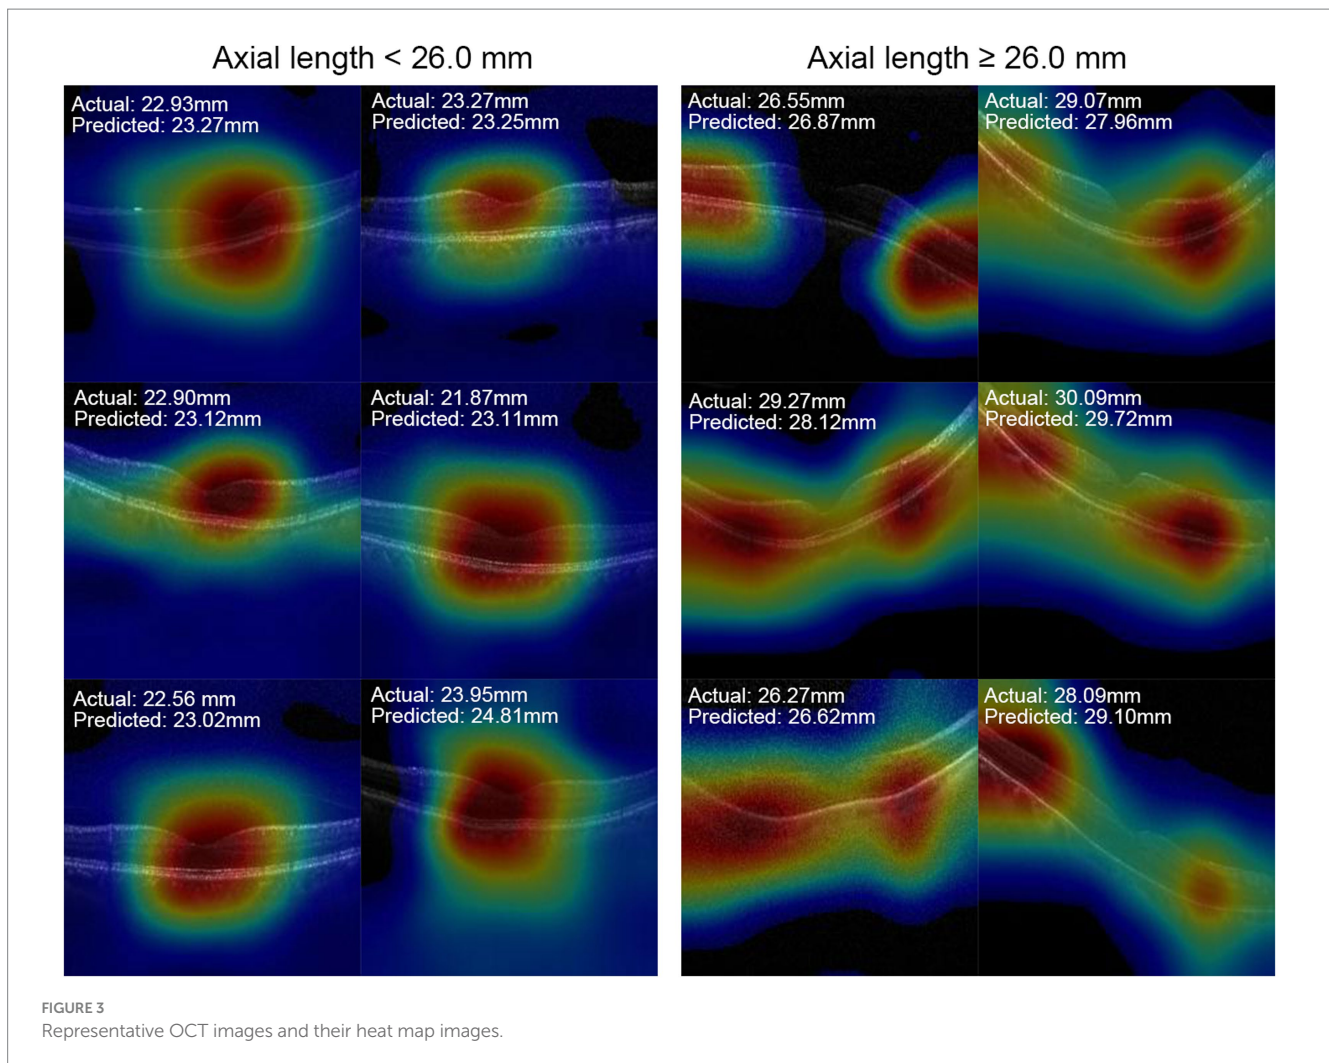 Axial length < 26.0 mm
Axial length ≥ 26.0 mm
Actual: 22.93mm
Predicted: 23.27mm
Actual: 23.27mm
Predicted: 23.25mm
Actual: 26.55mm
Predicted: 26.87mm
Actual: 29.07mm
Predicted: 27.96mm
Actual: 22.90mm
Predicted: 23.12mm
Actual: 21.87mm
Predicted: 23.11mm
Actual: 29.27mm
Predicted: 28.12mm
Actual: 30.09mm
Predicted: 29.72mm
Actual: 22.56 mm
Predicted: 23.02mm
Actual: 23.95mm
Predicted: 24.81mm
Actual: 26.27mm
Predicted: 26.62mm
Actual: 28.09mm
Predicted: 29.10mm
FIGURE 3
Representative OCT images and their heat map images.